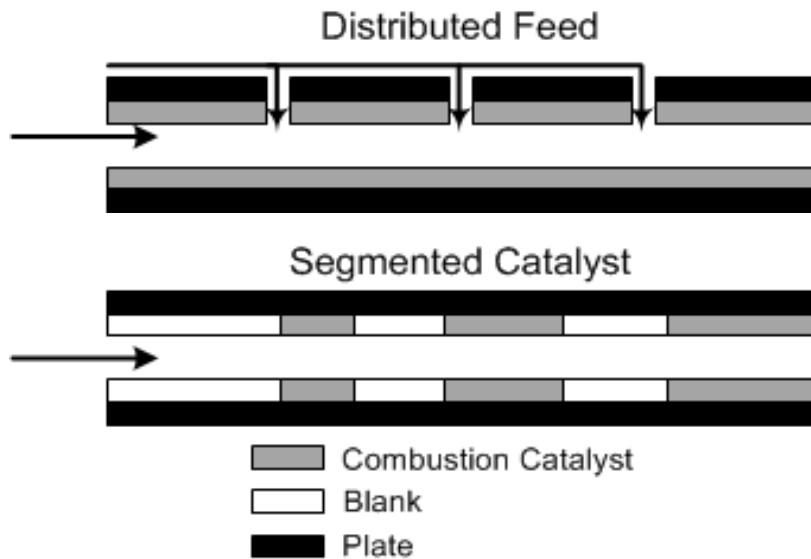 Distributed Feed
Segmented Catalyst
Combustion Catalyst
Blank
Plate